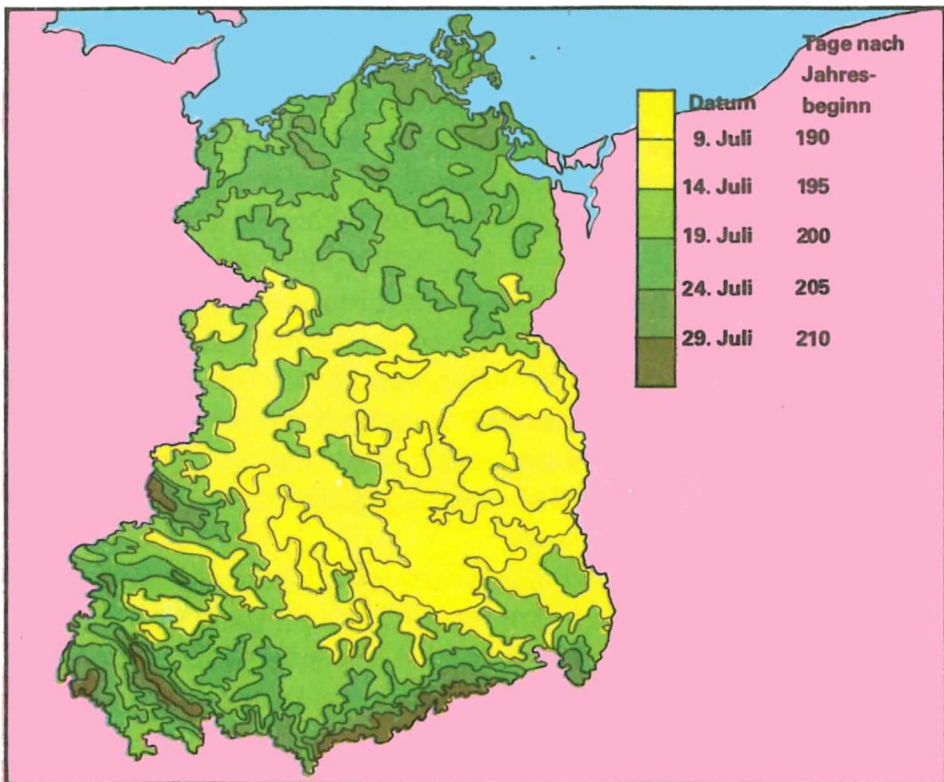 Tage nach
Jahres-
Datum beginn
9. Juli 190
14. Juli 195
19. Juli 200
24. Juli 205
29. Juli 210